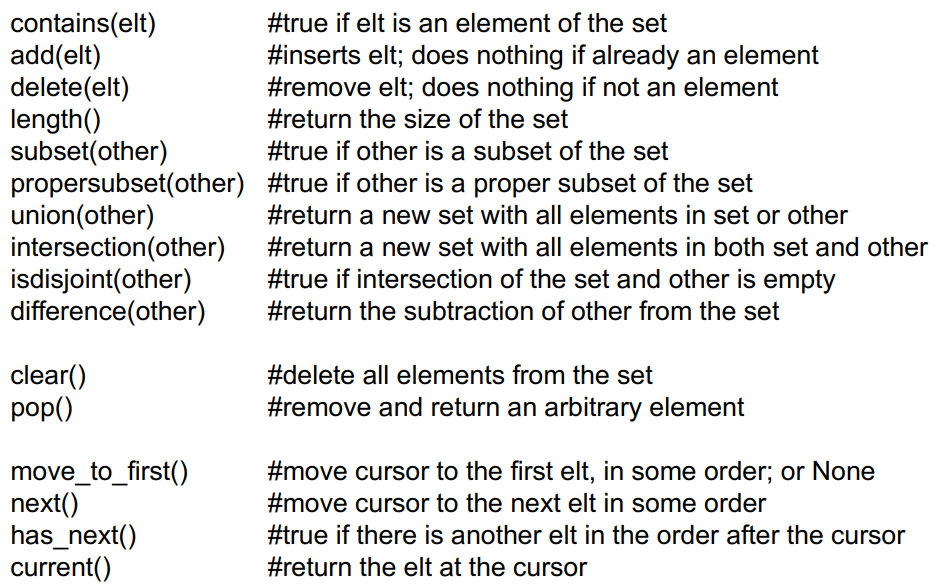 contains(elt) #true if elt is an element of the set
add(elt) #inserts elt; does nothing if already an element
delete(elt) #remove elt; does nothing if not an element
length() #return the size of the set
subset(other) #true if other is a subset of the set
propersubset(other) #true if other is a proper subset of the set
union(other) #return a new set with all elements in set or other
intersection(other) #return a new set with all elements in both set and other
isdisjoint(other) #true if intersection of the set and other is empty
difference(other) #return the subtraction of other from the set
clear() #delete all elements from the set
pop() #remove and return an arbitrary element
move_to_first() #move cursor to the first elt, in some order; or None
next() #move cursor to the next elt in some order
has_next() #true if there is another elt in the order after the cursor
current() #return the elt at the cursor